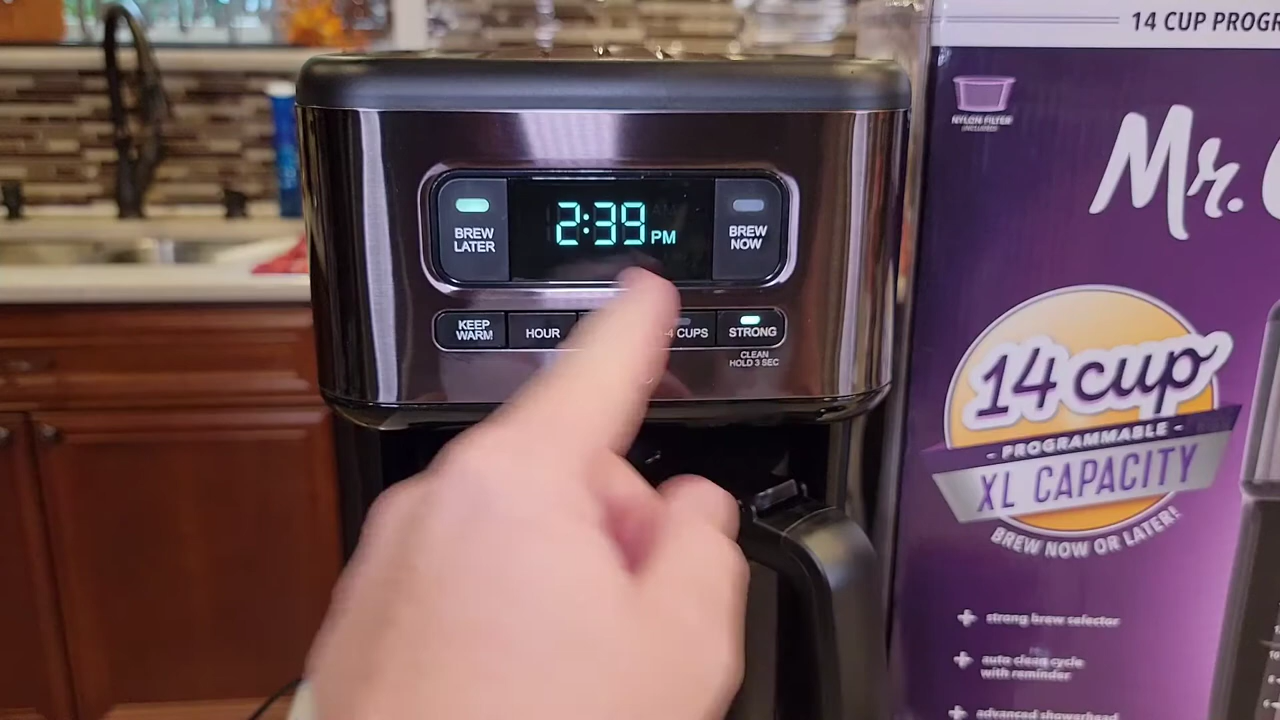 14 CUP PROGR
NYLON FILTER
INCLUDED
Mr.
2:39 PM
BREW
LATER
BREW
NOW
KEEP
WARM
HOUR
-4 CUPS
STRONG
CLEAN
HOLD 3 SEC
14 cup
- PROGRAMMABLE -
XL CAPACITY
BREW NOW OR LATER!
+ strong brew selector
+ auto clean cycle
with reminder
+ advanced showerhead